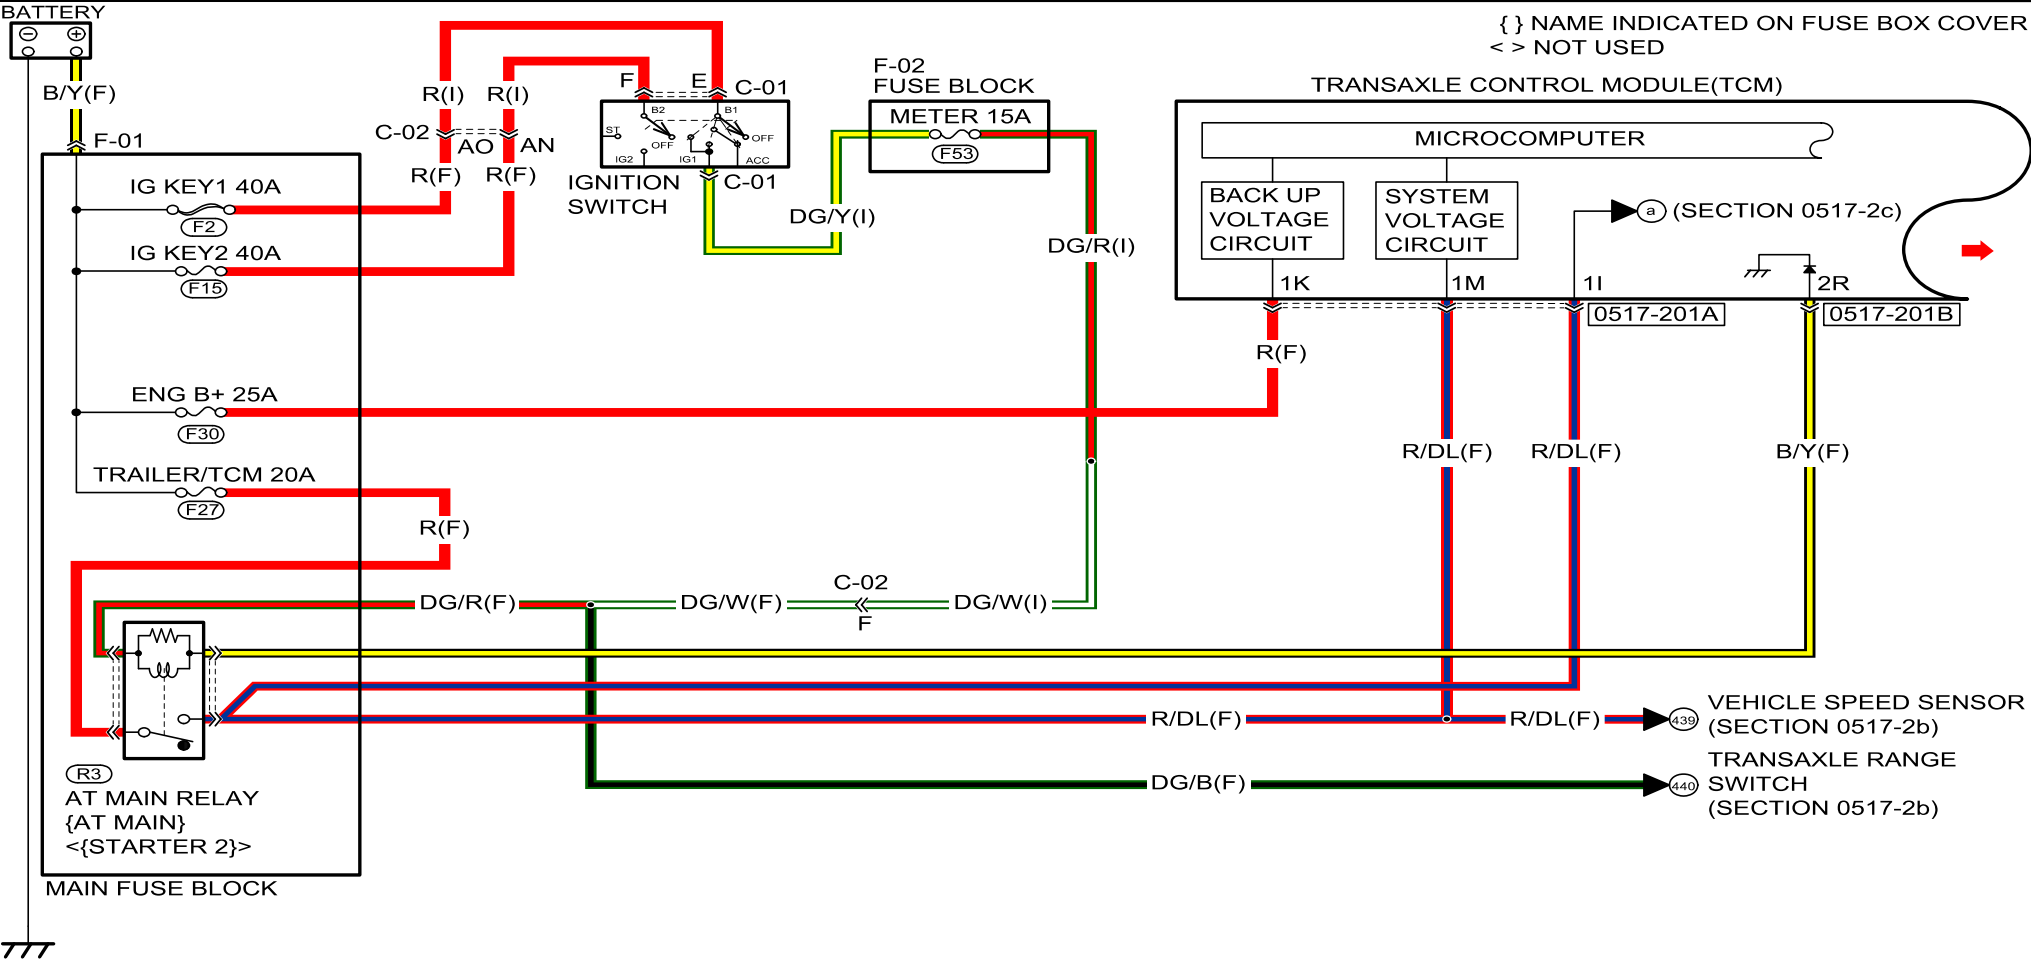 BATTERY
{ } NAME INDICATED ON FUSE BOX COVER
< > NOT USED
F-02
FUSE BLOCK
TRANSAXLE CONTROL MODULE(TCM)
B/Y(F)
R(I)
R(I)
F
E
C-01
METER 15A
F53
MICROCOMPUTER
F-01
C-02
AO
AN
B2
B1
ST
OFF
OFF
IG2
IG1
ACC
R(F)
R(F)
IGNITION
SWITCH
C-01
IG KEY1 40A
F2
DG/Y(I)
DG/R(I)
BACK UP
VOLTAGE
CIRCUIT
SYSTEM
VOLTAGE
CIRCUIT
a
(SECTION 0517-2c)
IG KEY2 40A
F15
1K
1M
1I
2R
0517-201A
0517-201B
R(F)
ENG B+ 25A
F30
R/DL(F)
R/DL(F)
B/Y(F)
TRAILER/TCM 20A
F27
R(F)
C-02
F
DG/R(F)
DG/W(F)
DG/W(I)
R/DL(F)
R/DL(F)
439
VEHICLE SPEED SENSOR
(SECTION 0517-2b)
DG/B(F)
440
TRANSAXLE RANGE
SWITCH
(SECTION 0517-2b)
R3
AT MAIN RELAY
{AT MAIN}
<{STARTER 2}>
MAIN FUSE BLOCK